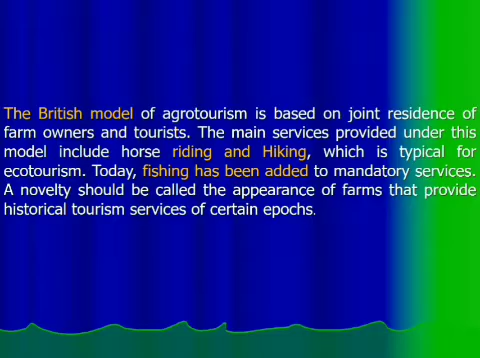 The British model of agrotourism is based on joint residence of
farm owners and tourists. The main services provided under this
model include horse riding and Hiking, which is typical for
ecotourism. Today, fishing has been added to mandatory services.
A novelty should be called the appearance of farms that provide
historical tourism services of certain epochs.